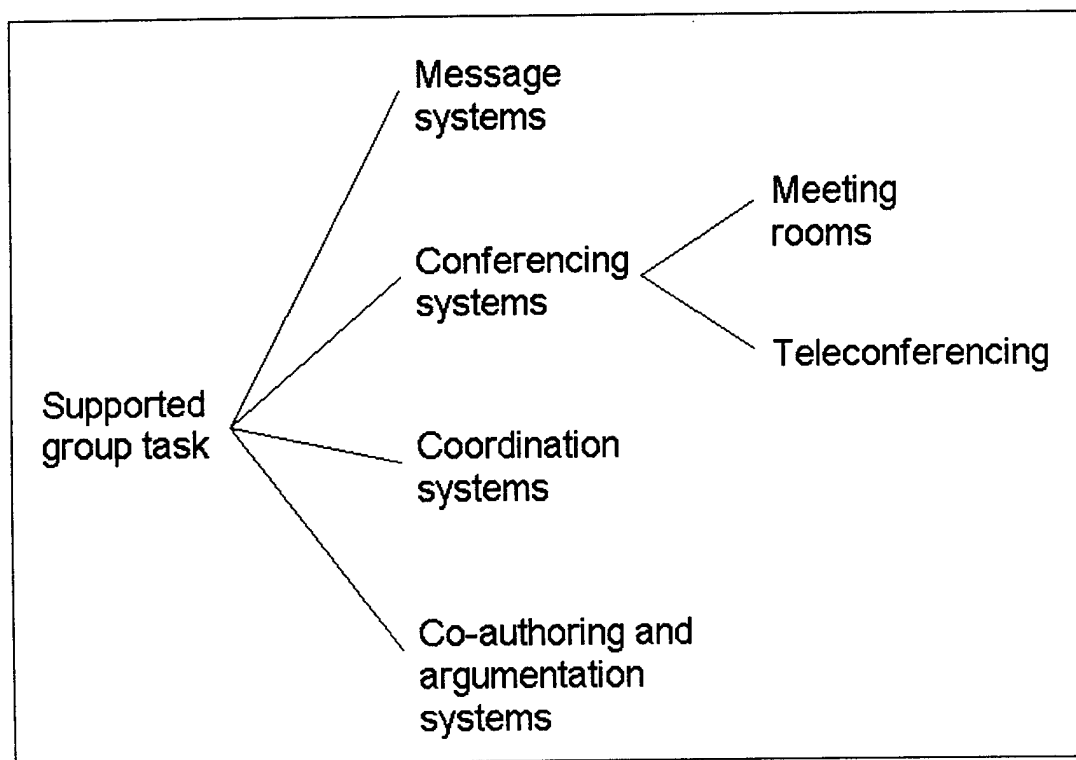 Message
systems
Meeting
rooms
Conferencing
systems
Teleconferencing
Supported
group task
Coordination
systems
Co-authoring and
argumentation
systems